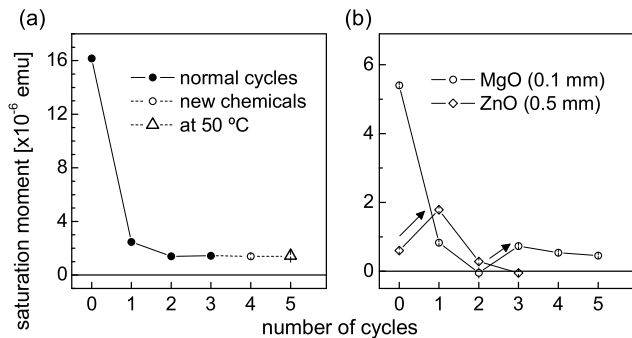 (a)
(b)
saturation moment [x10-6 emu]
16
12
8
4
0
normal cycles
new chemicals
at 50 ºC
0 1 2 3 4 5
6
4
2
0
MgO (0.1 mm)
ZnO (0.5 mm)
0 1 2 3 4 5
number of cycles